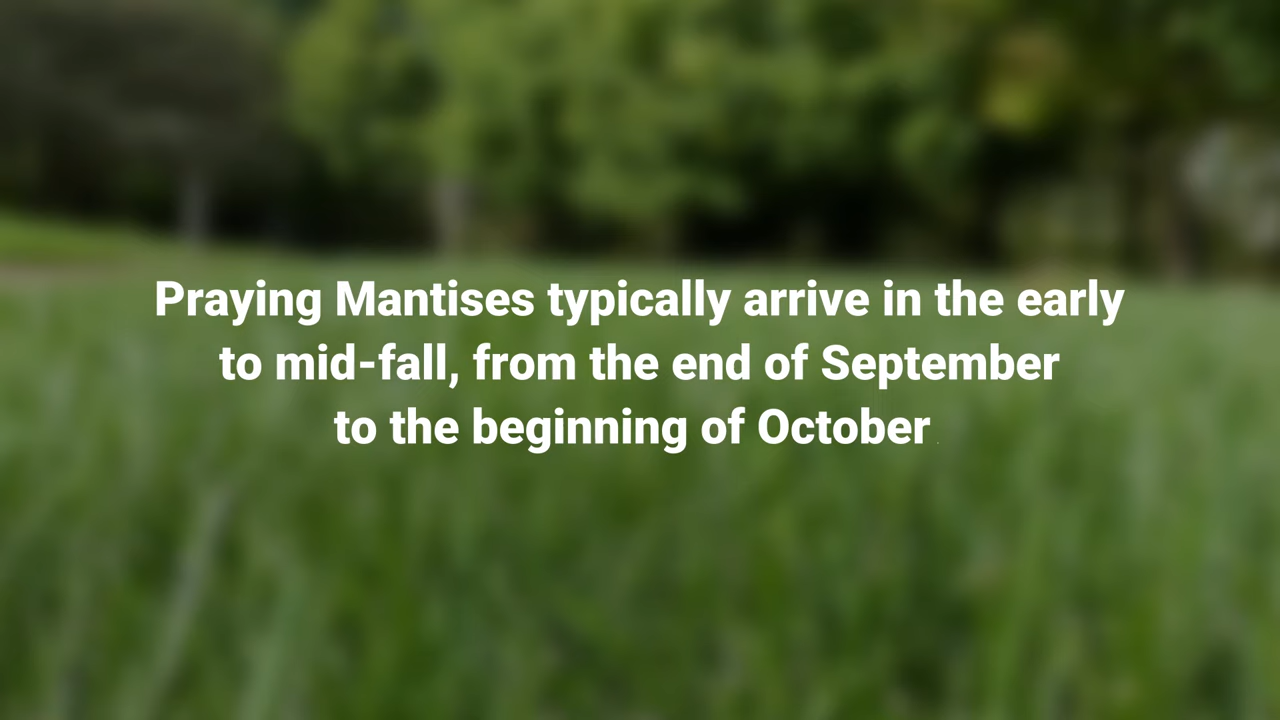 Praying Mantises typically arrive in the early
to mid-fall, from the end of September
to the beginning of October